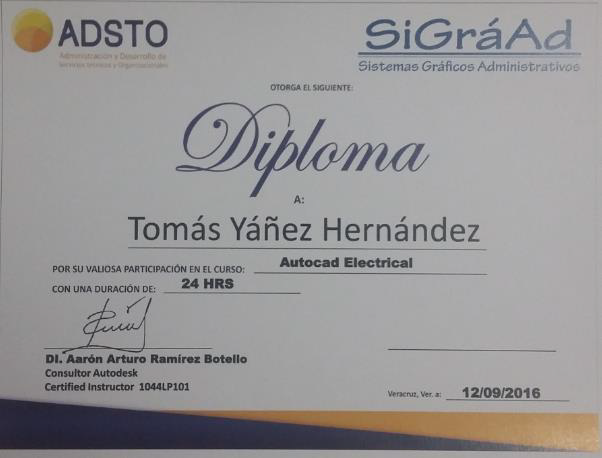 ADSTO
Administración y Desarrollo de
Servicios Técnicos y Organizacionales
SiGráAd
Sistemas Gráficos Administrativos
OTORGA EL SIGUIENTE:
Diploma
A:
Tomás Yáñez Hernández
POR SU VALIOSA PARTICIPACIÓN EN EL CURSO: Autocad Electrical
CON UNA DURACIÓN DE: 24 HRS
DI. Aarón Arturo Ramírez Botello
Consultor Autodesk
Certified Instructor 1044LP101
Veracruz, Ver. a: 12/09/2016